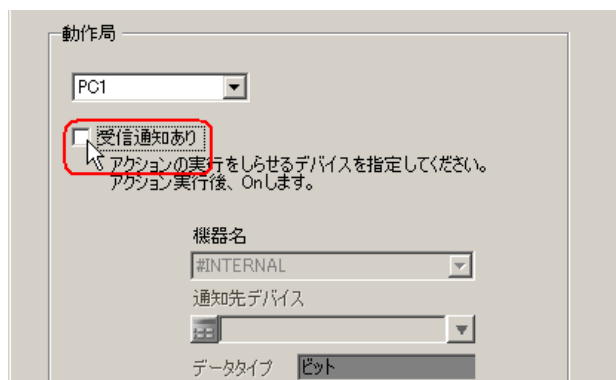 動作局
PC1
受信通知あり
アクションの実行をしらせるデバイスを指定してください。
アクション実行後、Onします。
機器名
#INTERNAL
通知先デバイス
データタイプ ビット